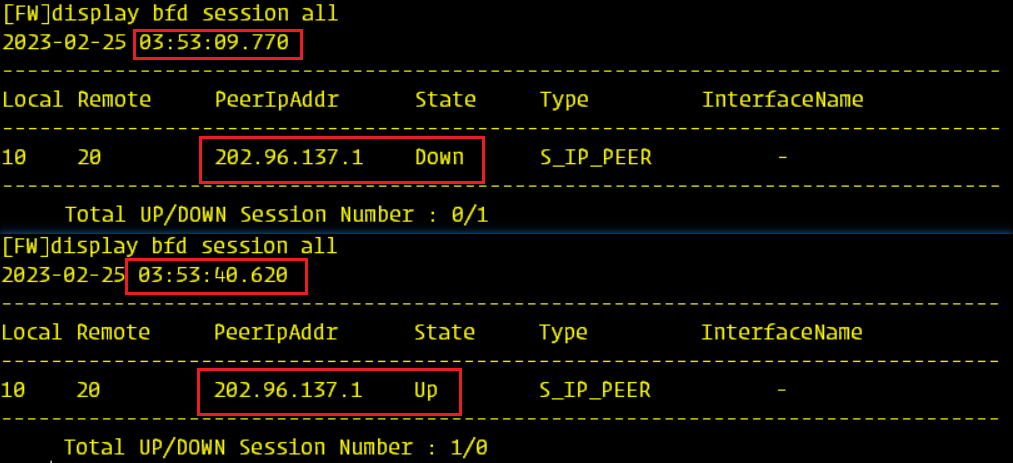 [FW]display bfd session all
2023-02-25 03:53:09.770
--------------------------------------------------------------------------------
Local Remote     PeerIpAddr      State     Type        InterfaceName
--------------------------------------------------------------------------------
10    20         202.96.137.1    Down      S_IP_PEER         -
--------------------------------------------------------------------------------
     Total UP/DOWN Session Number : 0/1
[FW]display bfd session all
2023-02-25 03:53:40.620
--------------------------------------------------------------------------------
Local Remote     PeerIpAddr      State     Type        InterfaceName
--------------------------------------------------------------------------------
10    20         202.96.137.1    Up        S_IP_PEER         -
--------------------------------------------------------------------------------
     Total UP/DOWN Session Number : 1/0